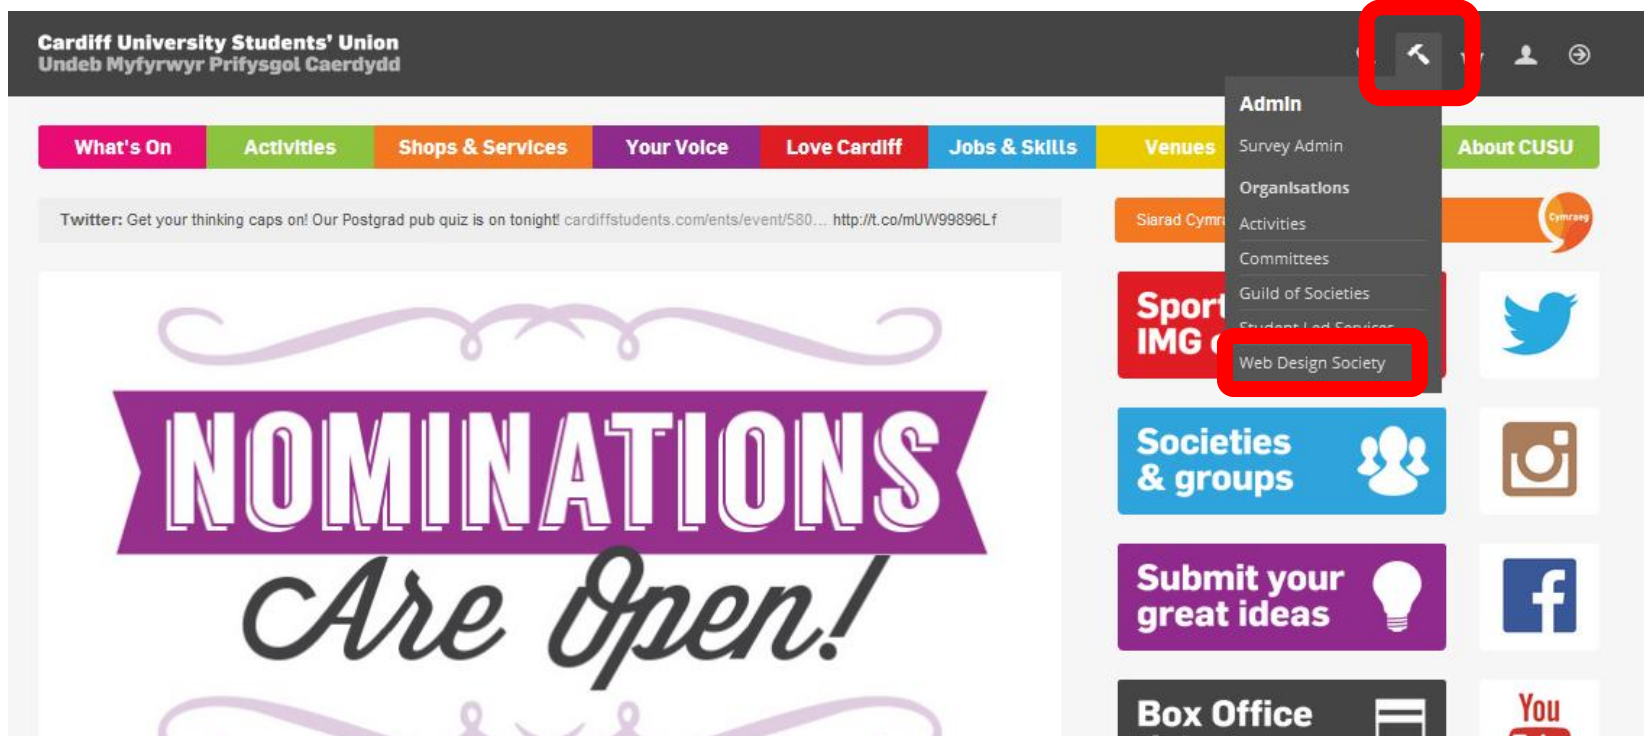 Cardiff University Students' Union
Undeb Myfyrwyr Prifysgol Caerdydd
Admin
Survey Admin
Organisations
Activities
Committees
Guild of Societies
Student Led Services
Web Design Society
What's On
Activities
Shops & Services
Your Voice
Love Cardiff
Jobs & Skills
Venues
About CUSU
Twitter: Get your thinking caps on! Our Postgrad pub quiz is on tonight! cardiffstudents.com/ents/event/580... http://t.co/mUW99896Lf
Siarad
Cymraeg
NOMINATIONS
Are Open!
IMG
Societies
& groups
Submit your
great ideas
Box Office
You